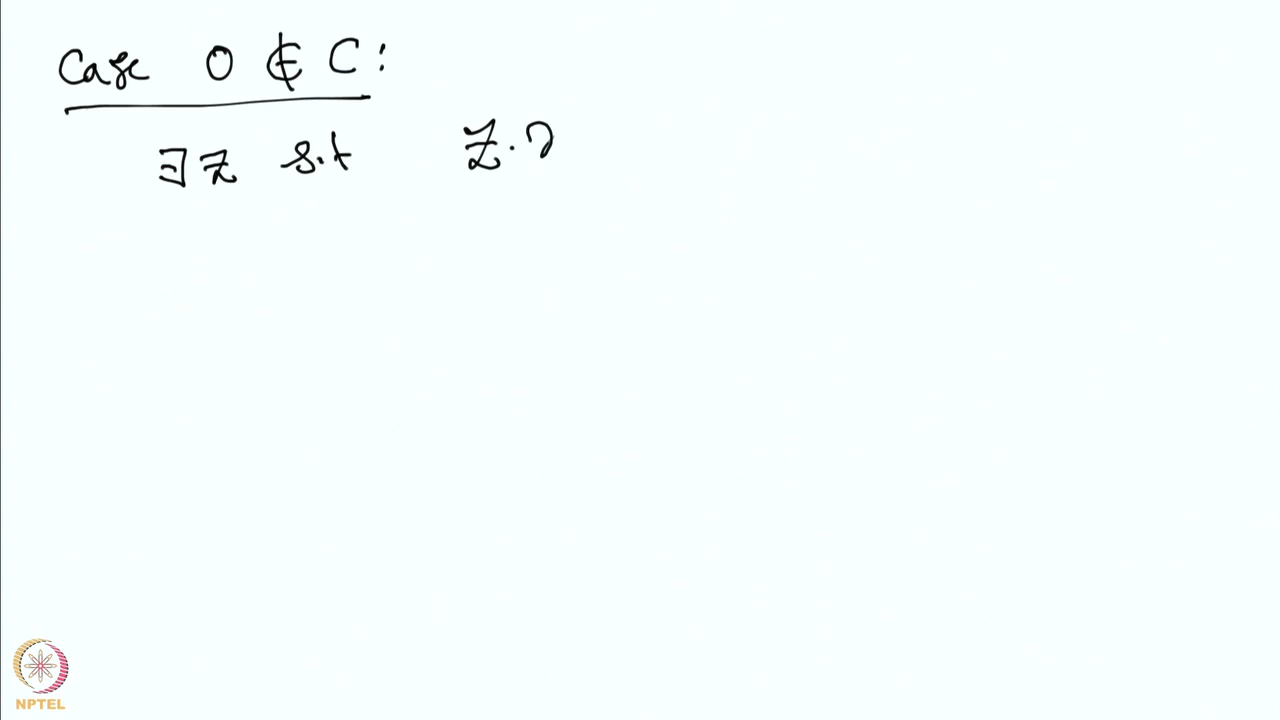 Case 0 ∉ C:
∃ z s.t z.
NPTEL